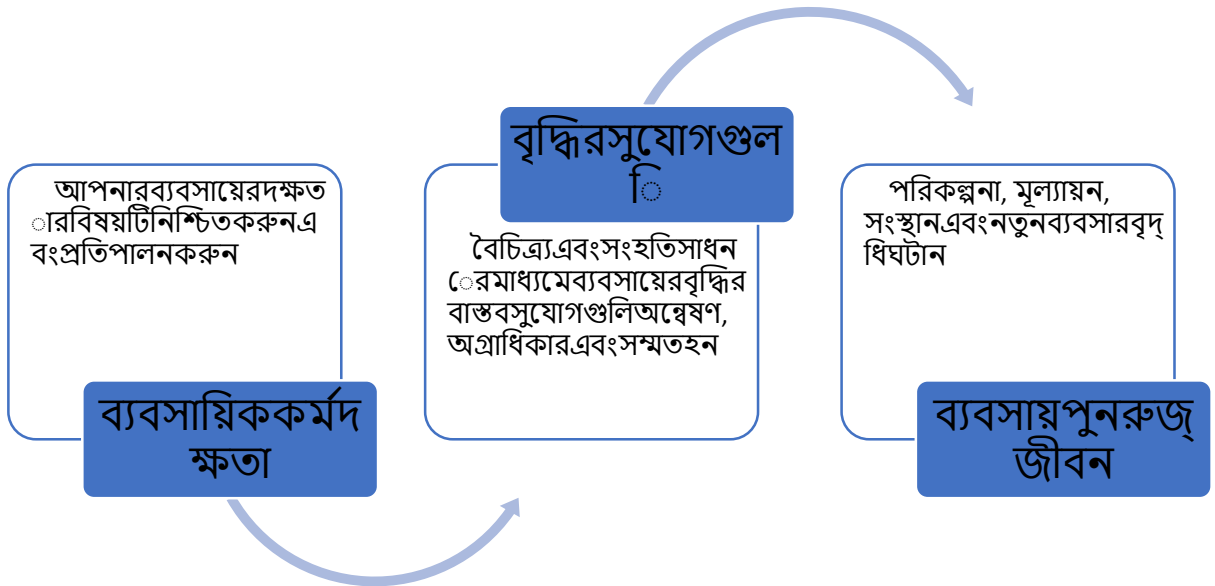 আপনারব্যবসায়েরদক্ষত
ারবিষয়টিনিশ্চিতকরুনএ
বংপ্রতিপালনকরুন
ব্যবসায়িককর্মদ
ক্ষতা
বৃদ্ধিরসুযোগগুল
ি
বৈচিত্র্যএবংসংহতিসাধন
েরমাধ্যমেব্যবসায়েরবৃদ্ধির
বাস্তবসুযোগগুলিঅন্বেষণ,
অগ্রাধিকারএবংসম্মতহন
পরিকল্পনা, মূল্যায়ন,
সংস্থানএবংনতুনব্যবসারবৃদ্
ধিঘটান
ব্যবসায়পুনরুজ্
জীবন